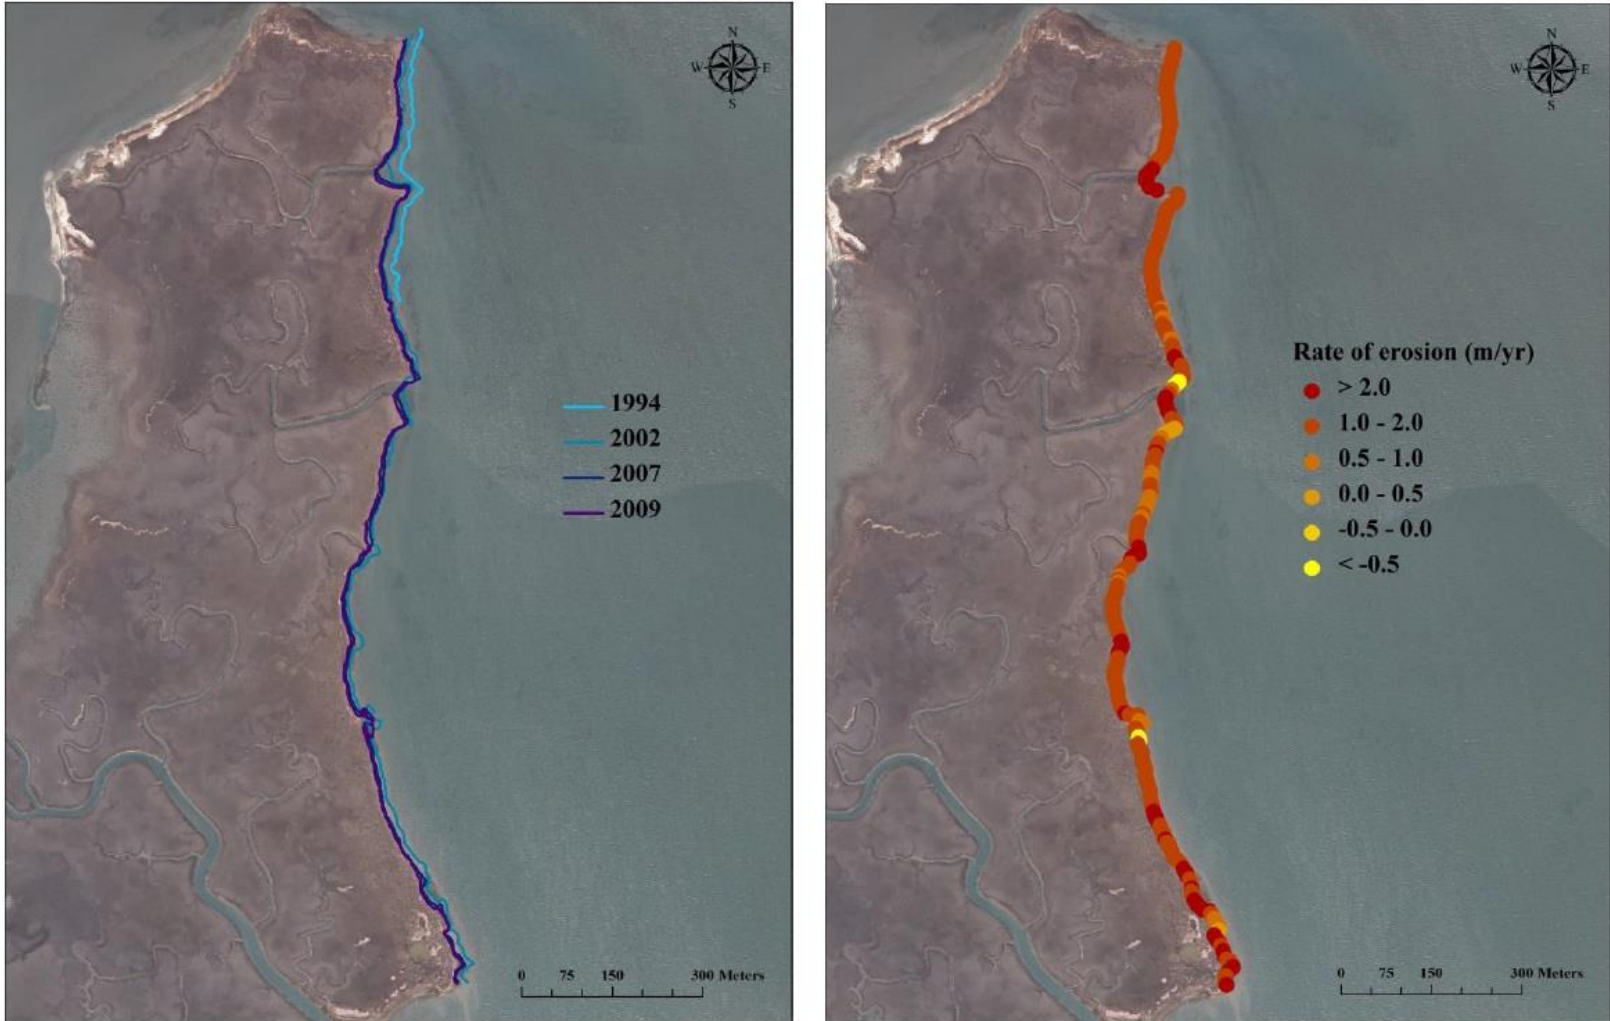 N
W E
S
1994
2002
2007
2009
0 75 150 300 Meters
N
W E
S
Rate of erosion (m/yr)
> 2.0
1.0 - 2.0
0.5 - 1.0
0.0 - 0.5
-0.5 - 0.0
< -0.5
0 75 150 300 Meters